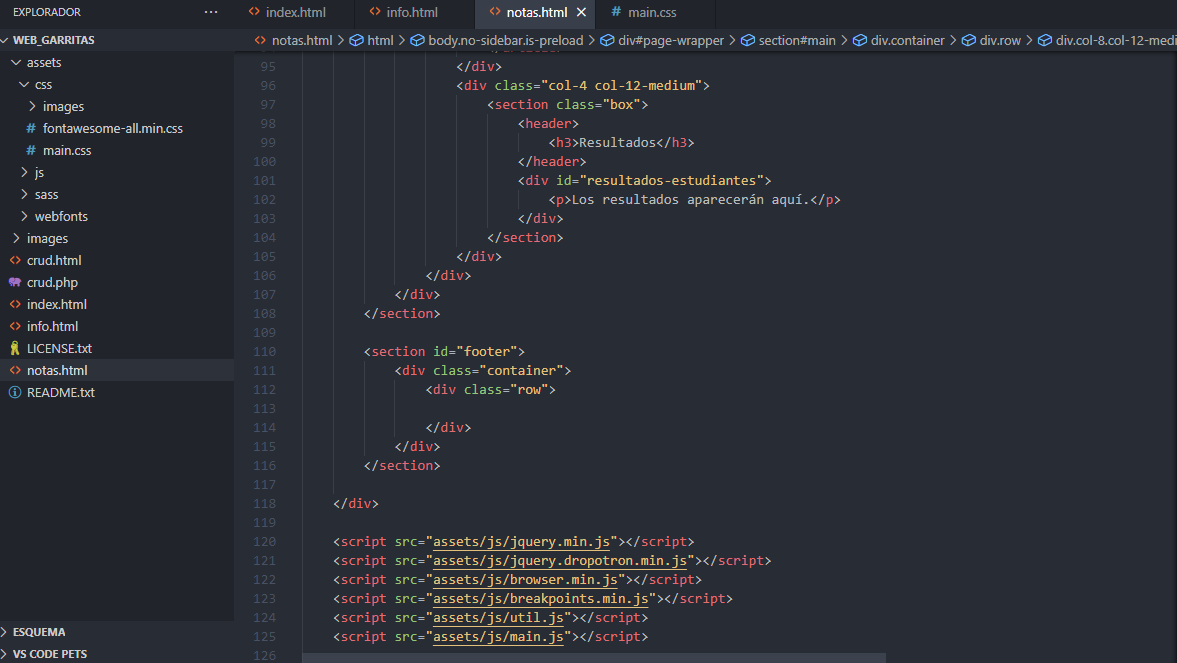 EXPLORADOR ...
WEB_GARRITAS
assets
css
images
# fontawesome-all.min.css
# main.css
js
sass
webfonts
images
<> crud.html
crud.php
<> index.html
<> info.html
LICENSE.txt
<> notas.html
README.txt
ESQUEMA
VS CODE PETS
<> index.html <> info.html <> notas.html × # main.css
<> notas.html > html > body.no-sidebar.is-preload > div#page-wrapper > section#main > div.container > div.row > div.col-8.col-12-medi
95 </div>
96 <div class="col-4 col-12-medium">
97 <section class="box">
98 <header>
99 <h3>Resultados</h3>
100 </header>
101 <div id="resultados-estudiantes">
102 <p>Los resultados aparecerán aquí.</p>
103 </div>
104 </section>
105 </div>
106 </div>
107 </div>
108 </section>
109
110 <section id="footer">
111 <div class="container">
112 <div class="row">
113
114 </div>
115 </div>
116 </section>
117
118 </div>
119
120 <script src="assets/js/jquery.min.js"></script>
121 <script src="assets/js/jquery.dropotron.min.js"></script>
122 <script src="assets/js/browser.min.js"></script>
123 <script src="assets/js/breakpoints.min.js"></script>
124 <script src="assets/js/util.js"></script>
125 <script src="assets/js/main.js"></script>
126